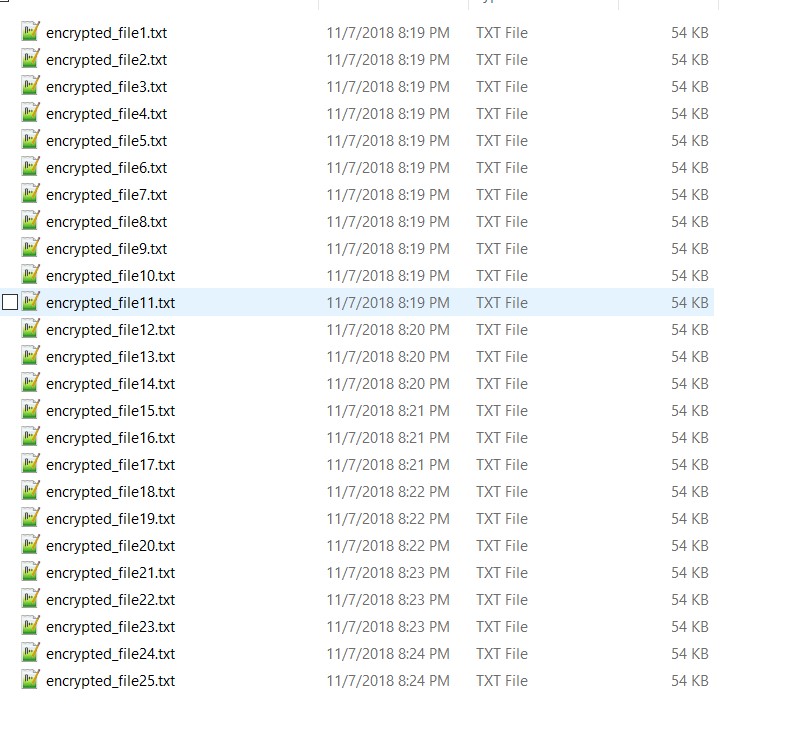 encrypted_file1.txt 11/7/2018 8:19 PM TXT File 54 KB
encrypted_file2.txt 11/7/2018 8:19 PM TXT File 54 KB
encrypted_file3.txt 11/7/2018 8:19 PM TXT File 54 KB
encrypted_file4.txt 11/7/2018 8:19 PM TXT File 54 KB
encrypted_file5.txt 11/7/2018 8:19 PM TXT File 54 KB
encrypted_file6.txt 11/7/2018 8:19 PM TXT File 54 KB
encrypted_file7.txt 11/7/2018 8:19 PM TXT File 54 KB
encrypted_file8.txt 11/7/2018 8:19 PM TXT File 54 KB
encrypted_file9.txt 11/7/2018 8:19 PM TXT File 54 KB
encrypted_file10.txt 11/7/2018 8:19 PM TXT File 54 KB
encrypted_file11.txt 11/7/2018 8:19 PM TXT File 54 KB
encrypted_file12.txt 11/7/2018 8:20 PM TXT File 54 KB
encrypted_file13.txt 11/7/2018 8:20 PM TXT File 54 KB
encrypted_file14.txt 11/7/2018 8:20 PM TXT File 54 KB
encrypted_file15.txt 11/7/2018 8:21 PM TXT File 54 KB
encrypted_file16.txt 11/7/2018 8:21 PM TXT File 54 KB
encrypted_file17.txt 11/7/2018 8:21 PM TXT File 54 KB
encrypted_file18.txt 11/7/2018 8:22 PM TXT File 54 KB
encrypted_file19.txt 11/7/2018 8:22 PM TXT File 54 KB
encrypted_file20.txt 11/7/2018 8:22 PM TXT File 54 KB
encrypted_file21.txt 11/7/2018 8:23 PM TXT File 54 KB
encrypted_file22.txt 11/7/2018 8:23 PM TXT File 54 KB
encrypted_file23.txt 11/7/2018 8:23 PM TXT File 54 KB
encrypted_file24.txt 11/7/2018 8:24 PM TXT File 54 KB
encrypted_file25.txt 11/7/2018 8:24 PM TXT File 54 KB